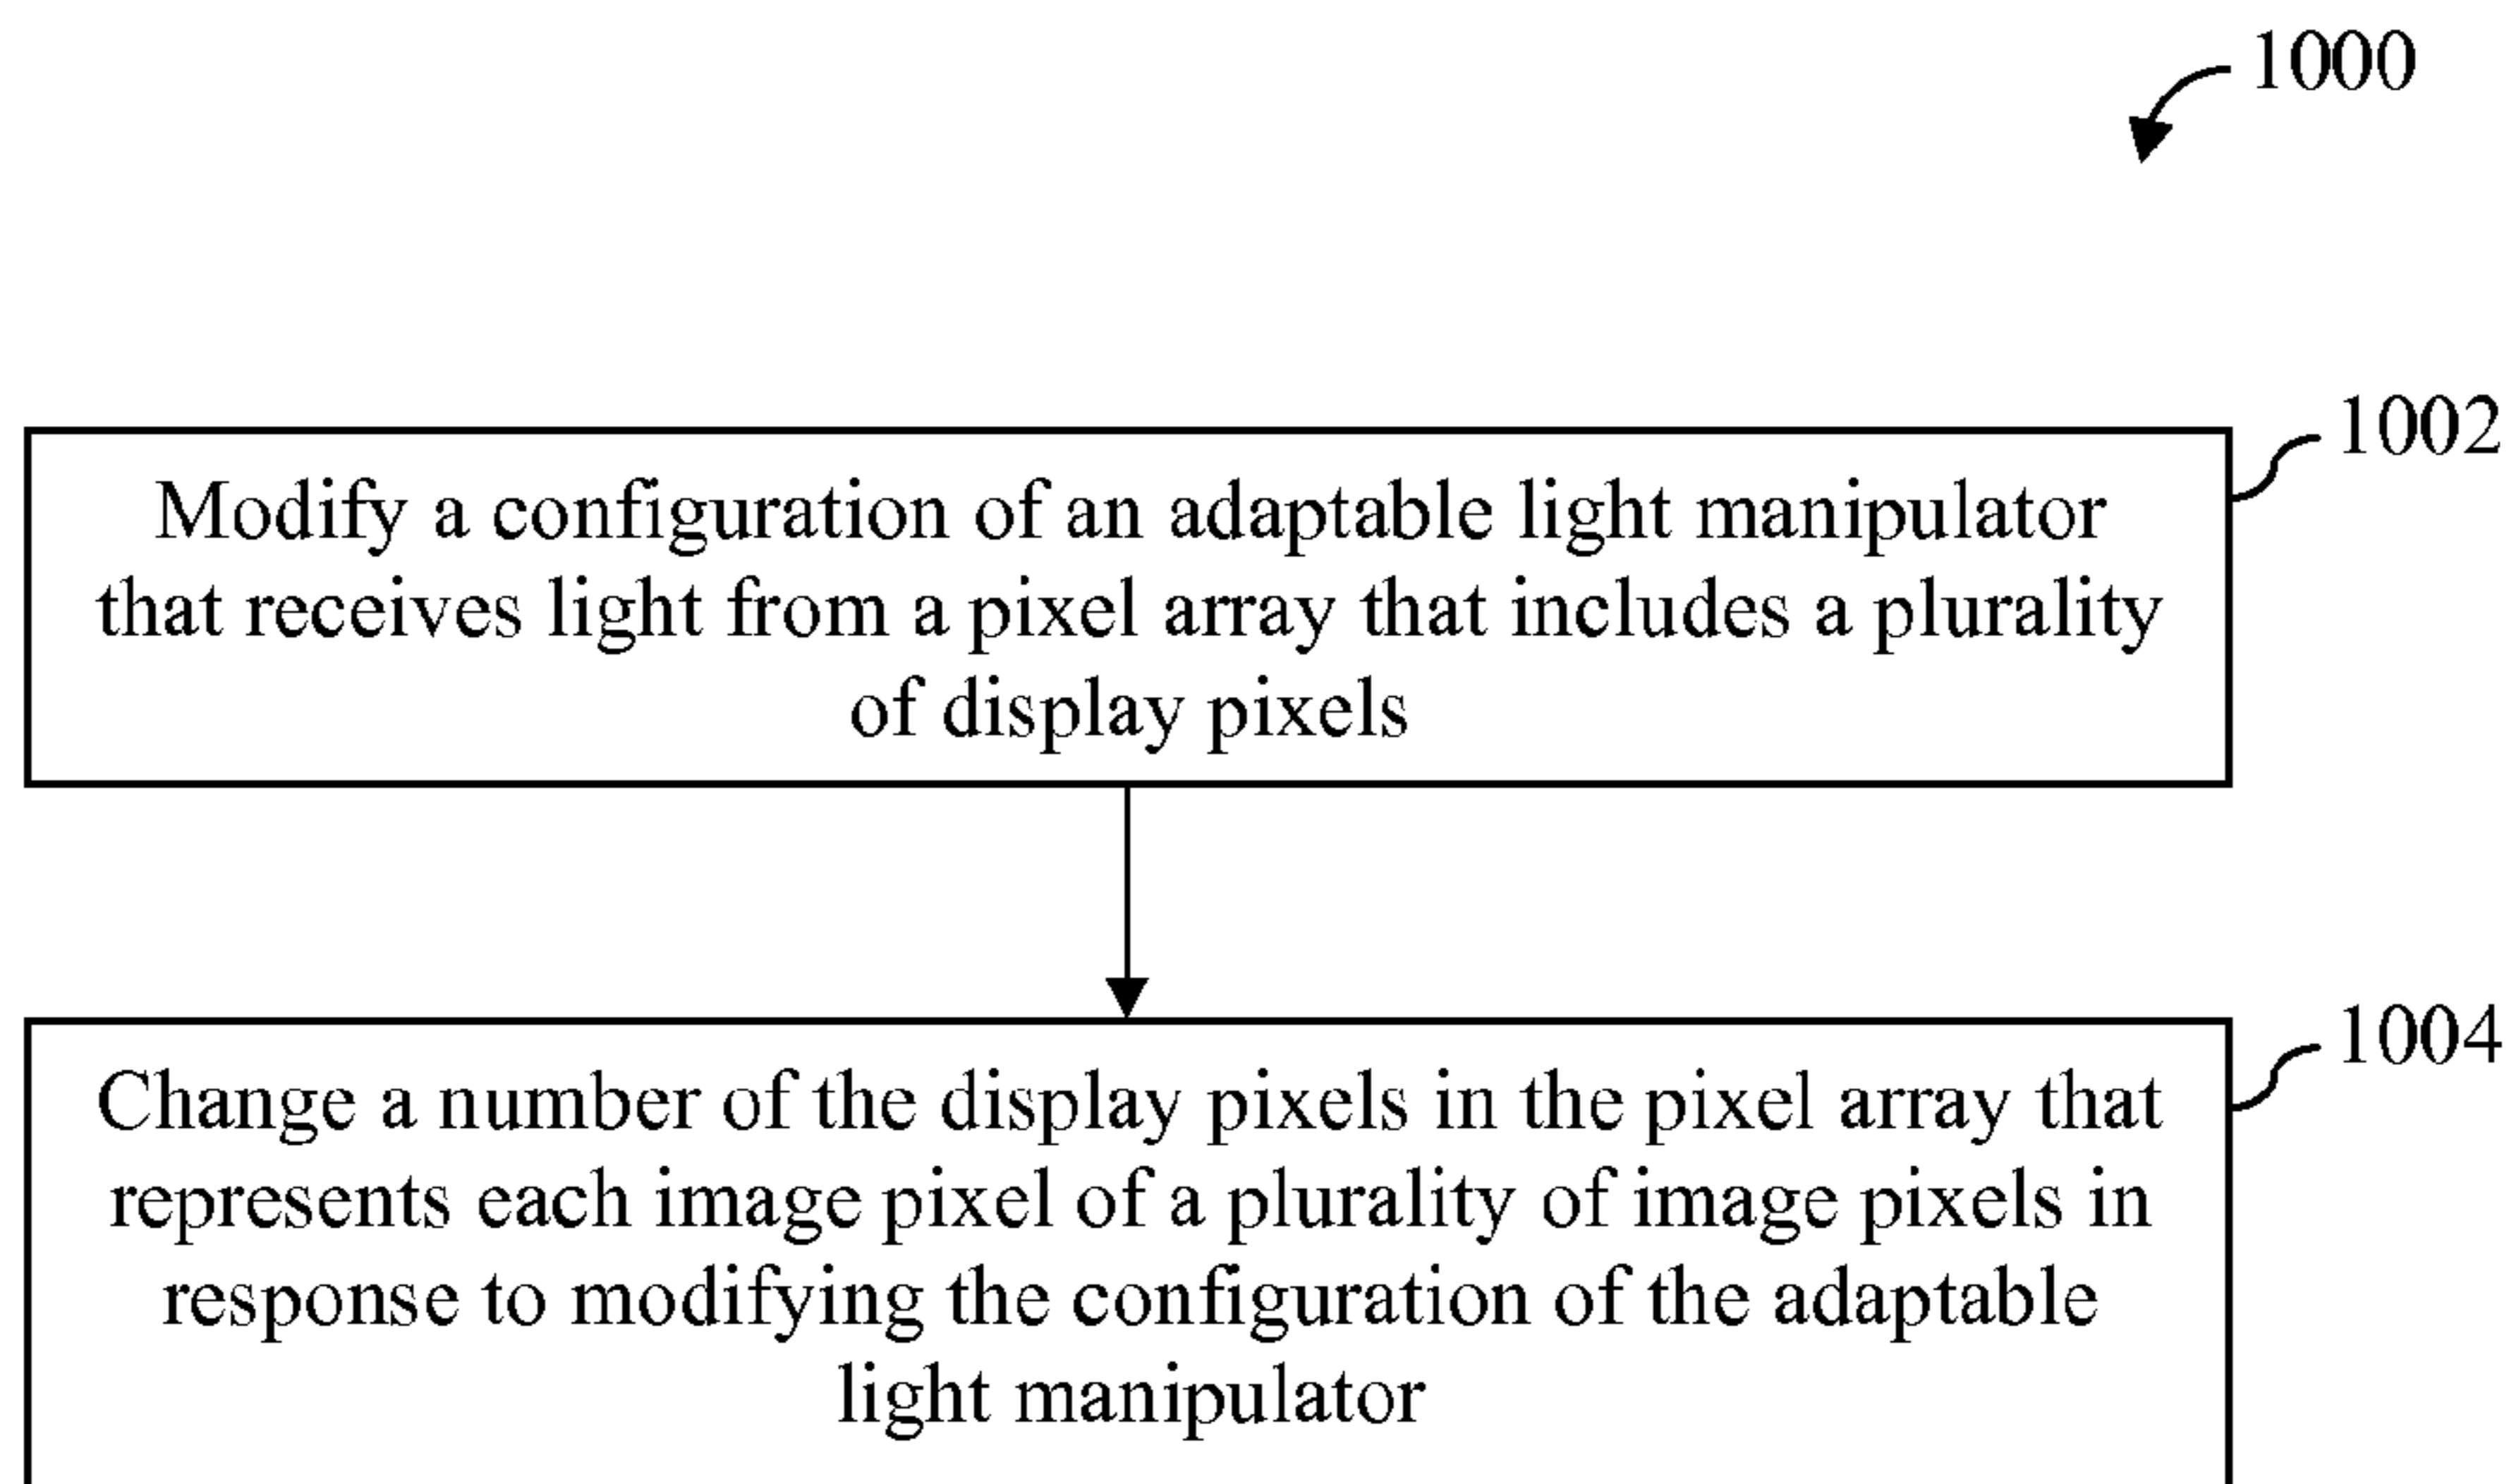 1000
1002
Modify a configuration of an adaptable light manipulator
that receives light from a pixel array that includes a plurality
of display pixels
1004
Change a number of the display pixels in the pixel array that
represents each image pixel of a plurality of image pixels in
response to modifying the configuration of the adaptable
light manipulator